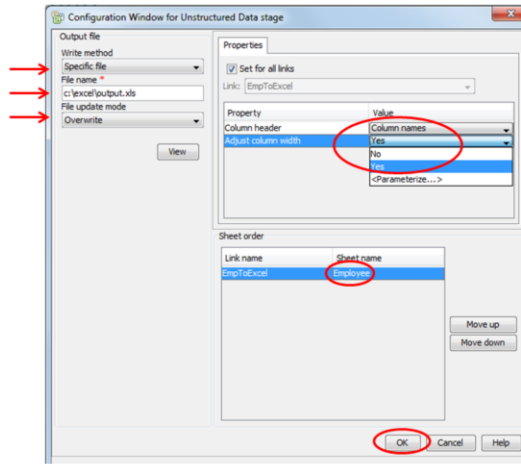 Configuration Window for Unstructured Data stage
Output file
Write method
Specific file
File name *
c:\excel\output.xls
File update mode
Overwrite
View
Properties
Set for all links
Link: EmpToExcel
Property Value
Column header Column names
Adjust column width Yes
No
Yes
<Parameterize...>
Sheet order
Link name Sheet name
EmpToExcel Employee
Move up
Move down
OK Cancel Help